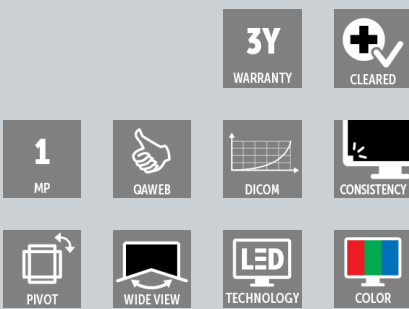 3Y
WARRANTY
CLEARED
1
MP
QAWEB
DICOM
CONSISTENCY
PIVOT
WIDE VIEW
LED
TECHNOLOGY
COLOR